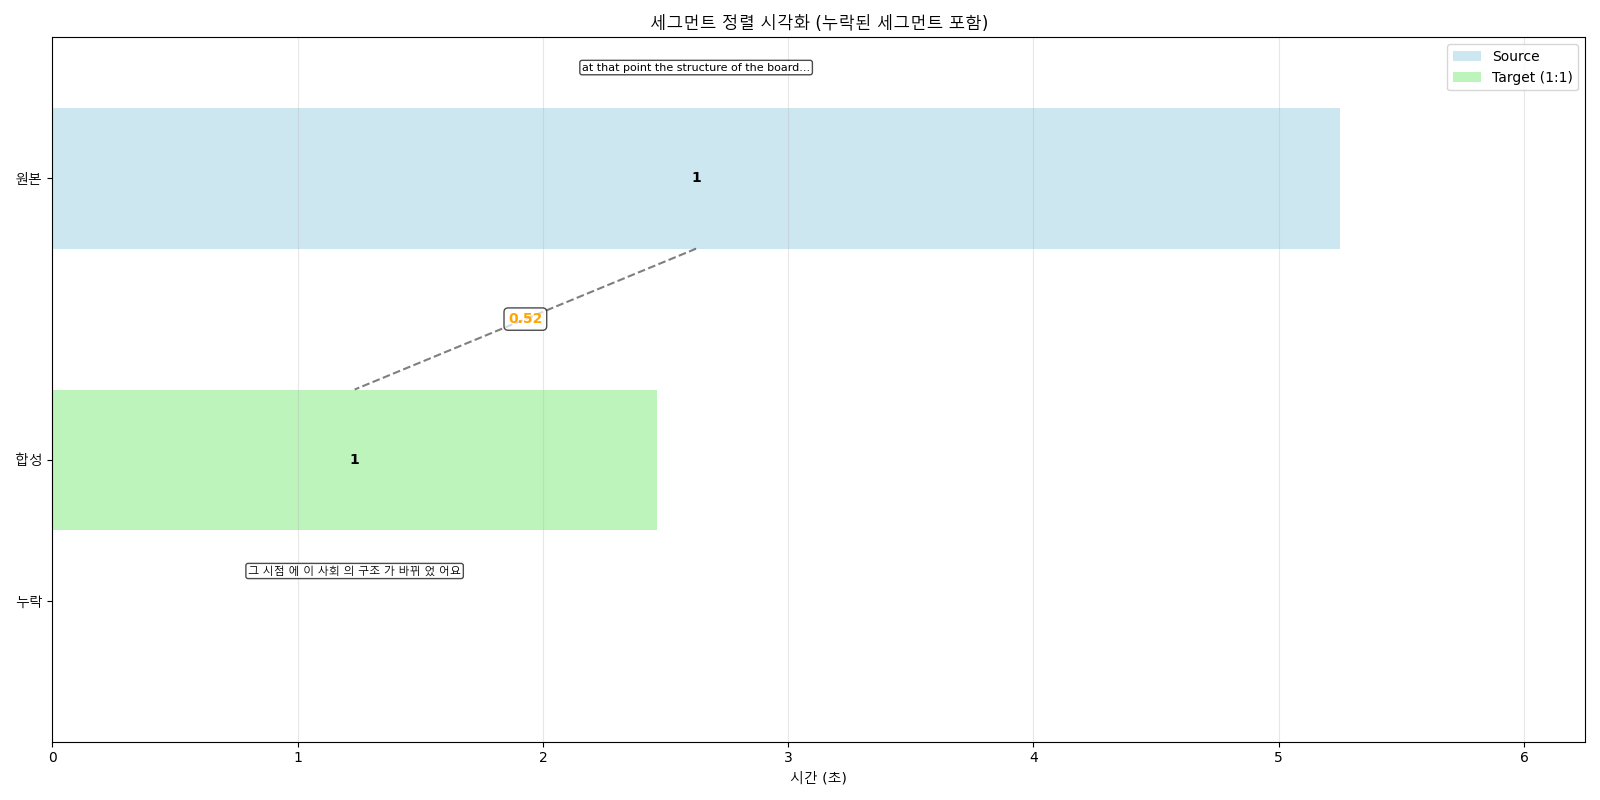 세그먼트 정렬 시각화 (누락된 세그먼트 포함)
at that point the structure of the board...
Source
Target (1:1)
원본
1
0.52
합성
1
그 시점 에 이 사회 의 구조 가 바뀌 었 어요
누락
0 1 2 3 4 5 6
시간 (초)